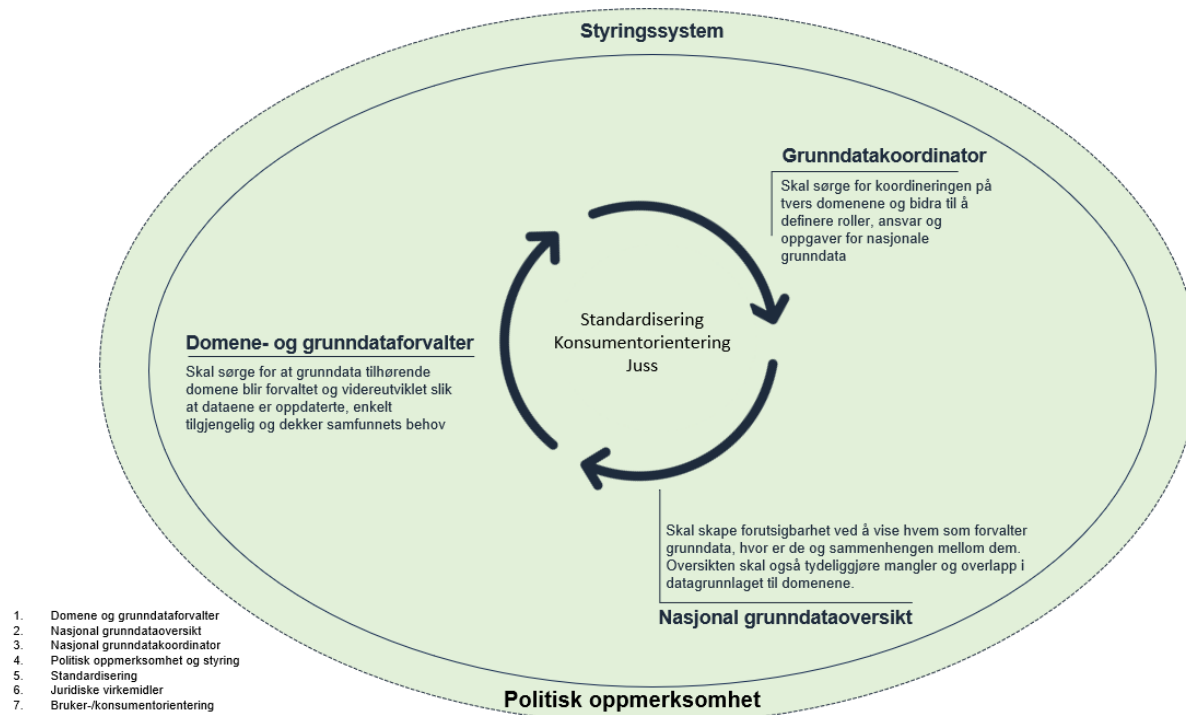 Styringssystem
Grunndatakoordinator
Skal sørge for koordineringen på
tvers domenene og bidra til å
definere roller, ansvar og
oppgaver for nasjonale
grunndata
Standardisering
Konsumentorientering
Juss
Domene- og grunndataforvalter
Skal sørge for at grunndata tilhørende
domene blir forvaltet og videreutviklet slik
at dataene er oppdaterte, enkelt
tilgjengelig og dekker samfunnets behov
Skal skape forutsigbarhet ved å vise hvem som forvalter
grunndata, hvor er de og sammenhengen mellom dem.
Oversikten skal også tydeliggjøre mangler og overlapp i
datagrunnlaget til domenene.
Nasjonal grunndataoversikt
1. Domene og grunndataforvalter
2. Nasjonal grunndataoversikt
3. Nasjonal grunndatakoordinator
4. Politisk oppmerksomhet og styring
5. Standardisering
6. Juridiske virkemidler
7. Bruker-/konsumentorientering
Politisk oppmerksomhet